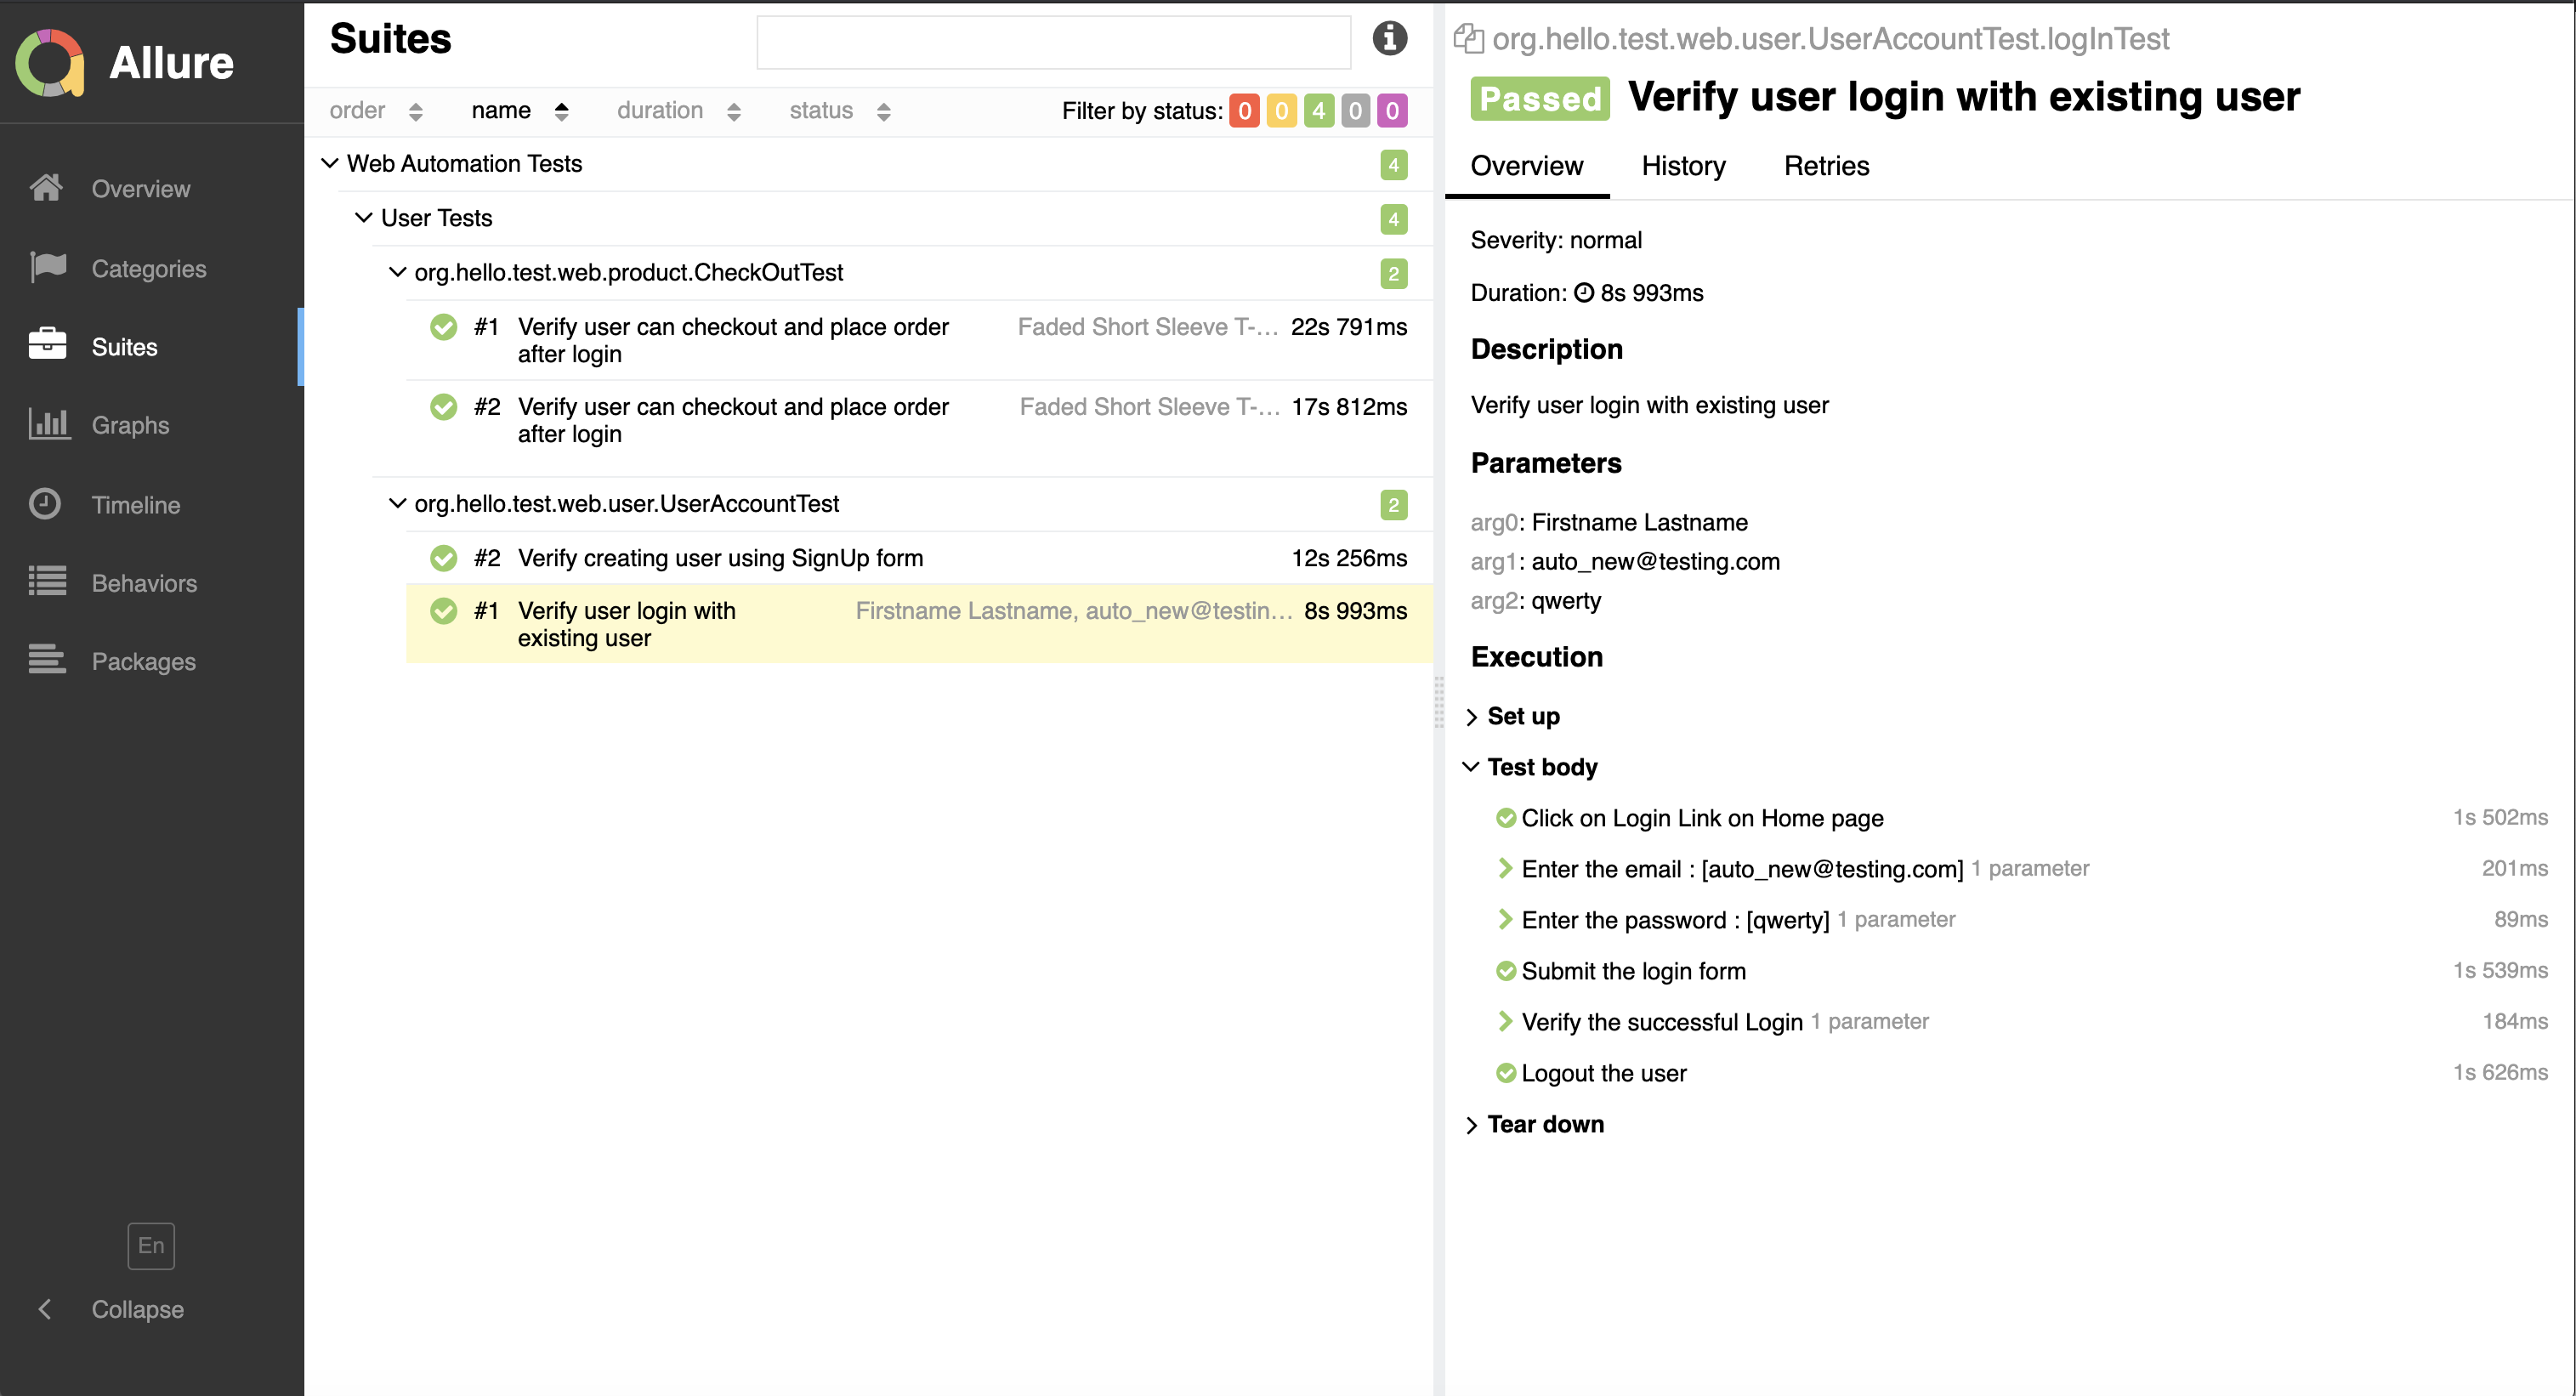 Allure
Overview
Categories
Suites
Graphs
Timeline
Behaviors
Packages
En
Collapse
Suites
order name duration status Filter by status: 0 0 4 0 0
Web Automation Tests 4
User Tests 4
org.hello.test.web.product.CheckOutTest 2
#1 Verify user can checkout and place order Faded Short Sleeve T-... 22s 791ms
after login
#2 Verify user can checkout and place order Faded Short Sleeve T-... 17s 812ms
after login
org.hello.test.web.user.UserAccountTest 2
#2 Verify creating user using SignUp form 12s 256ms
#1 Verify user login with Firstname Lastname, auto_new@testin... 8s 993ms
existing user
org.hello.test.web.user.UserAccountTest.logInTest
Passed Verify user login with existing user
Overview History Retries
Severity: normal
Duration: 8s 993ms
Description
Verify user login with existing user
Parameters
arg0: Firstname Lastname
arg1: auto_new@testing.com
arg2: qwerty
Execution
Set up
Test body
Click on Login Link on Home page 1s 502ms
Enter the email : [auto_new@testing.com] 1 parameter 201ms
Enter the password : [qwerty] 1 parameter 89ms
Submit the login form 1s 539ms
Verify the successful Login 1 parameter 184ms
Logout the user 1s 626ms
Tear down